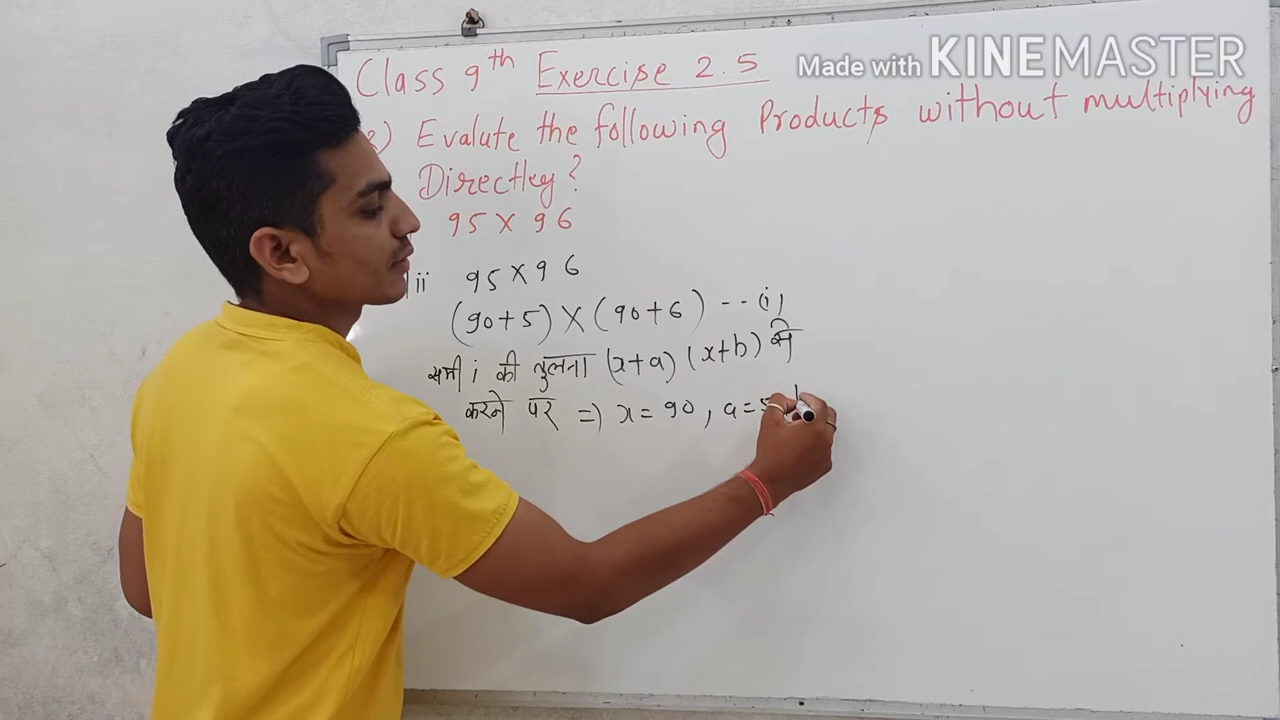 Made with KINEMASTER
Class 9th Exercise 2.5
) Evalute the following Products without multiplying
Directley?
95 X 96
ii 95 X 96
(90+5) X (90+6) -- (i)
समी i की तुलना (x+a) (x+b) से
करने पर => x = 90, a = 5